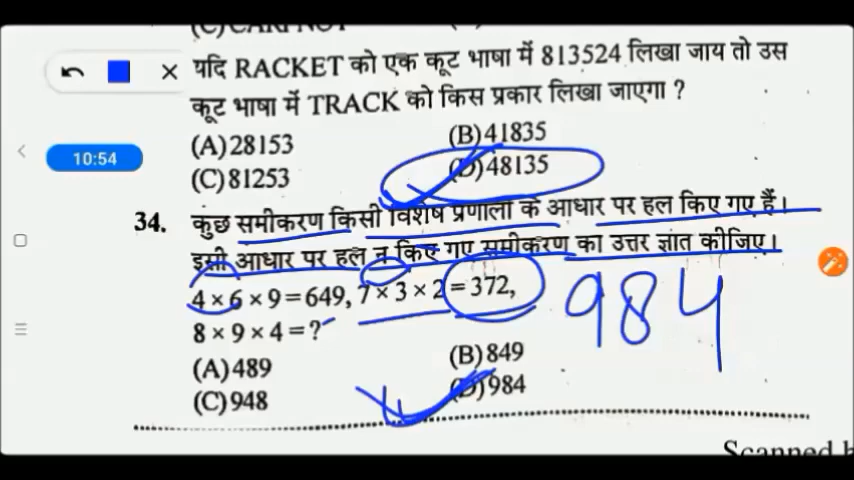 (C)CARFNOT
यदि RACKET को एक कूट भाषा में 813524 लिखा जाय तो उस
10:54
कूट भाषा में TRACK को किस प्रकार लिखा जाएगा ?
(A)28153 (B)41835
(C)81253 (D)48135
34. कुछ समीकरण किसी विशेष प्रणाली के आधार पर हल किए गए हैं।
इसी आधार पर हल न किए गए समीकरण का उत्तर ज्ञात कीजिए।
4 × 6 × 9 = 649, 7 × 3 × 2 = 372,
984
8 × 9 × 4 = ?
(A)489 (B)849
(C)948 (D)984
Scanned b